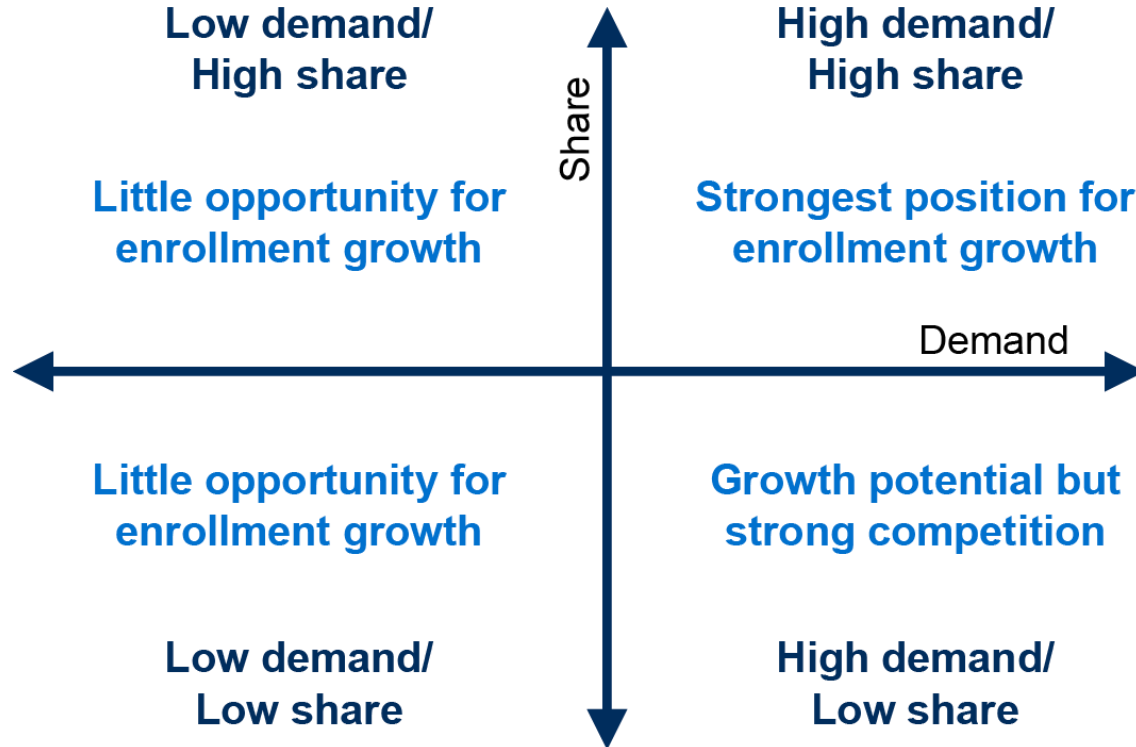 Low demand/
High share
High demand/
High share
Share
Little opportunity for
enrollment growth
Strongest position for
enrollment growth
Demand
Little opportunity for
enrollment growth
Growth potential but
strong competition
Low demand/
Low share
High demand/
Low share